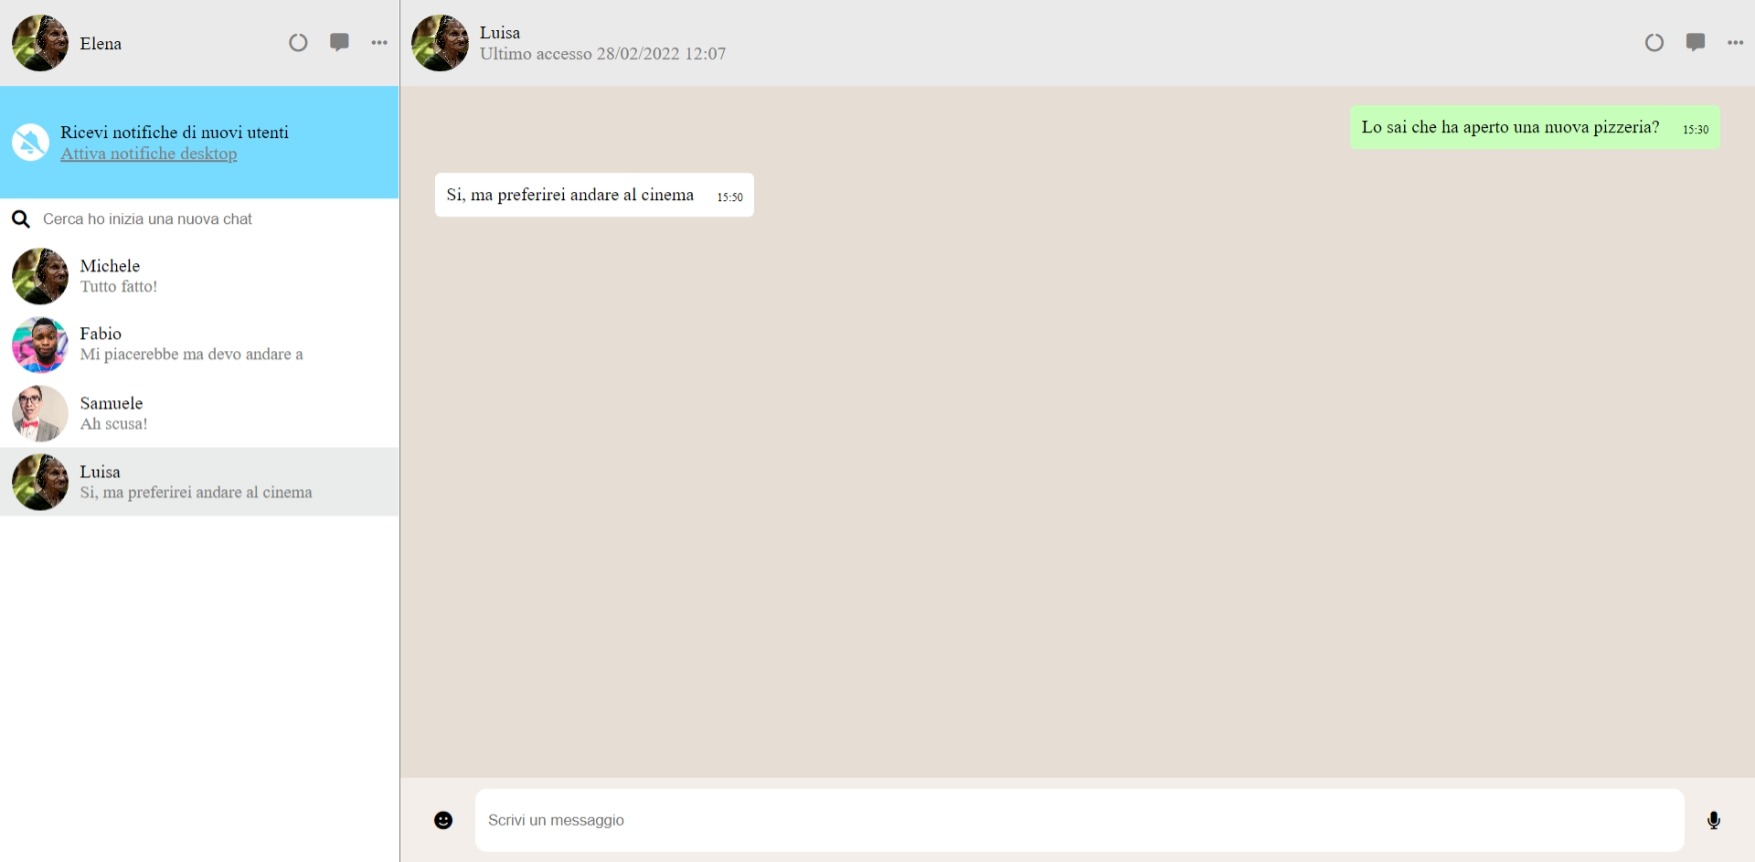 Elena
Ricevi notifiche di nuovi utenti
Attiva notifiche desktop
Cerca ho inizia una nuova chat
Michele
Tutto fatto!
Fabio
Mi piacerebbe ma devo andare a
Samuele
Ah scusa!
Luisa
Si, ma preferirei andare al cinema
Luisa
Ultimo accesso 28/02/2022 12:07
Lo sai che ha aperto una nuova pizzeria? 15:30
Si, ma preferirei andare al cinema 15:50
Scrivi un messaggio